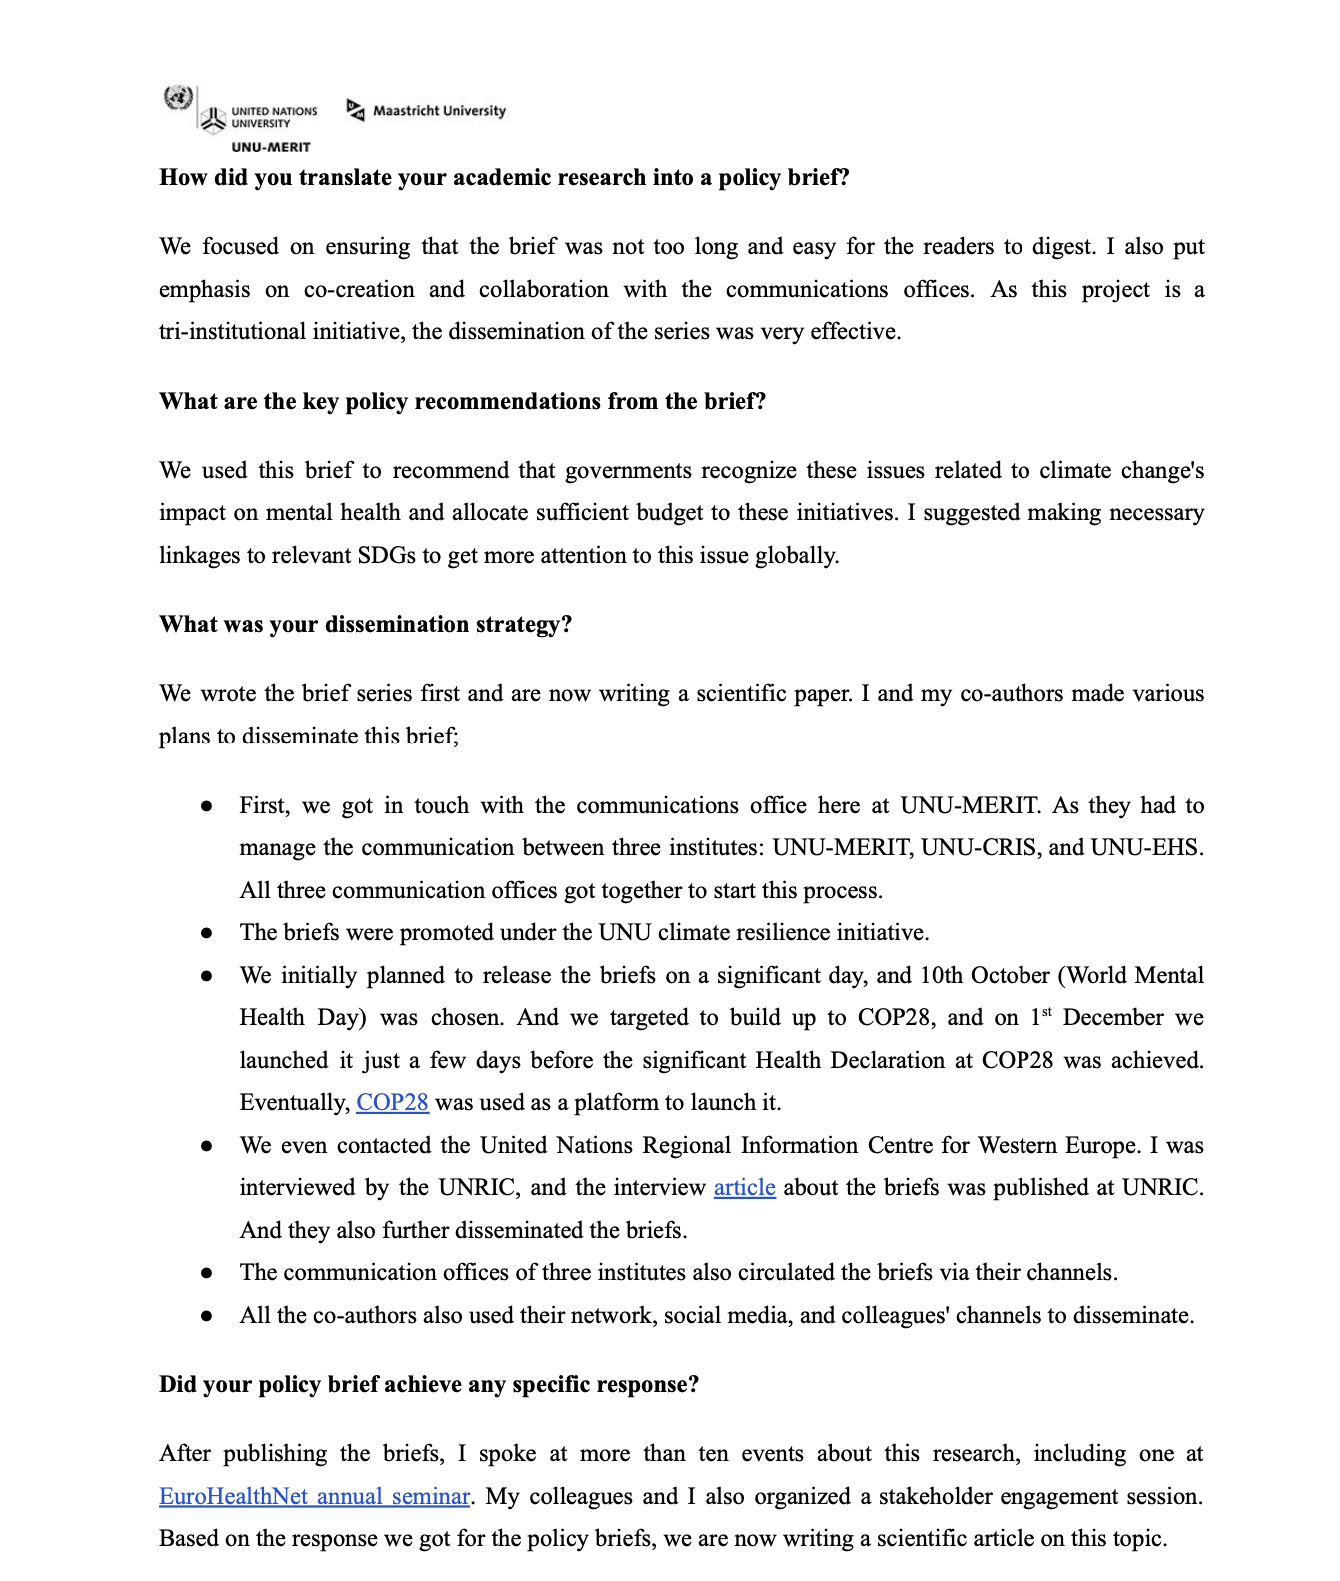 UNITED NATIONS
UNIVERSITY
UNU-MERIT
Maastricht University
How did you translate your academic research into a policy brief?
We focused on ensuring that the brief was not too long and easy for the readers to digest. I also put
emphasis on co-creation and collaboration with the communications offices. As this project is a
tri-institutional initiative, the dissemination of the series was very effective.
What are the key policy recommendations from the brief?
We used this brief to recommend that governments recognize these issues related to climate change's
impact on mental health and allocate sufficient budget to these initiatives. I suggested making necessary
linkages to relevant SDGs to get more attention to this issue globally.
What was your dissemination strategy?
We wrote the brief series first and are now writing a scientific paper. I and my co-authors made various
plans to disseminate this brief;
● First, we got in touch with the communications office here at UNU-MERIT. As they had to
manage the communication between three institutes: UNU-MERIT, UNU-CRIS, and UNU-EHS.
All three communication offices got together to start this process.
● The briefs were promoted under the UNU climate resilience initiative.
● We initially planned to release the briefs on a significant day, and 10th October (World Mental
Health Day) was chosen. And we targeted to build up to COP28, and on 1st December we
launched it just a few days before the significant Health Declaration at COP28 was achieved.
Eventually, COP28 was used as a platform to launch it.
● We even contacted the United Nations Regional Information Centre for Western Europe. I was
interviewed by the UNRIC, and the interview article about the briefs was published at UNRIC.
And they also further disseminated the briefs.
● The communication offices of three institutes also circulated the briefs via their channels.
● All the co-authors also used their network, social media, and colleagues' channels to disseminate.
Did your policy brief achieve any specific response?
After publishing the briefs, I spoke at more than ten events about this research, including one at
EuroHealthNet annual seminar. My colleagues and I also organized a stakeholder engagement session.
Based on the response we got for the policy briefs, we are now writing a scientific article on this topic.